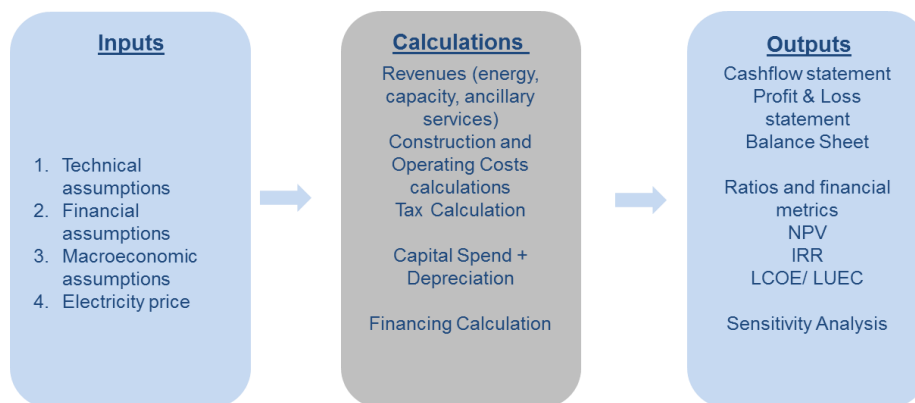 Inputs
1. Technical
assumptions
2. Financial
assumptions
3. Macroeconomic
assumptions
4. Electricity price
Calculations
Revenues (energy,
capacity, ancillary
services)
Construction and
Operating Costs
calculations
Tax Calculation
Capital Spend +
Depreciation
Financing Calculation
Outputs
Cashflow statement
Profit & Loss
statement
Balance Sheet
Ratios and financial
metrics
NPV
IRR
LCOE/ LUEC
Sensitivity Analysis